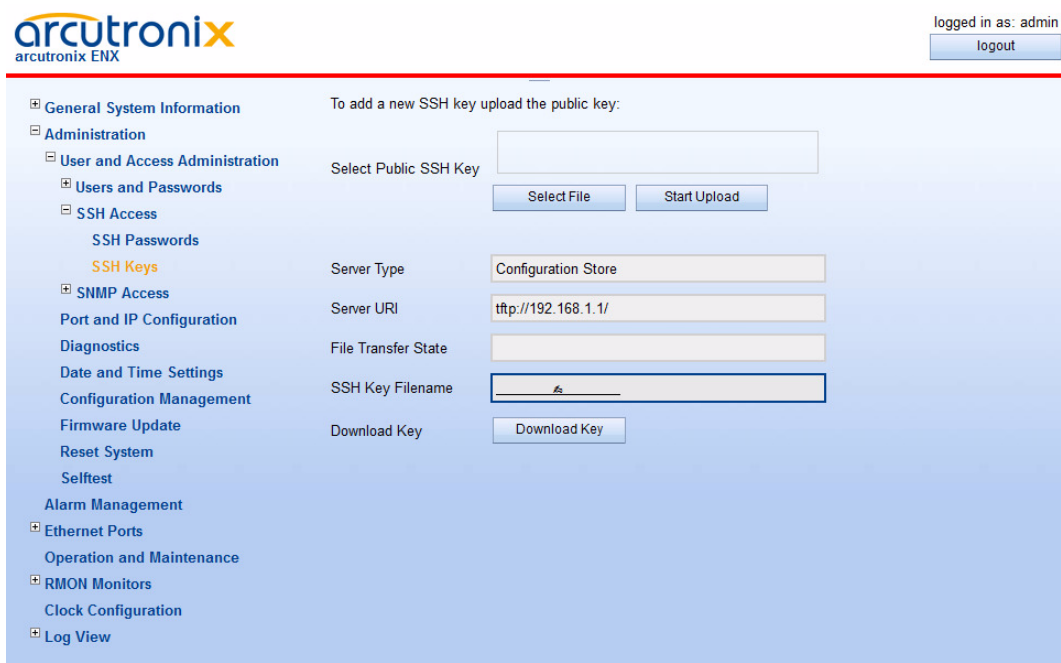 arcutronix
arcutronix ENX
logged in as: admin
logout
General System Information
Administration
User and Access Administration
Users and Passwords
SSH Access
SSH Passwords
SSH Keys
SNMP Access
Port and IP Configuration
Diagnostics
Date and Time Settings
Configuration Management
Firmware Update
Reset System
Selftest
Alarm Management
Ethernet Ports
Operation and Maintenance
RMON Monitors
Clock Configuration
Log View
To add a new SSH key upload the public key:
Select Public SSH Key
Select File
Start Upload
Server Type
Configuration Store
Server URI
tftp://192.168.1.1/
File Transfer State
SSH Key Filename
Download Key
Download Key